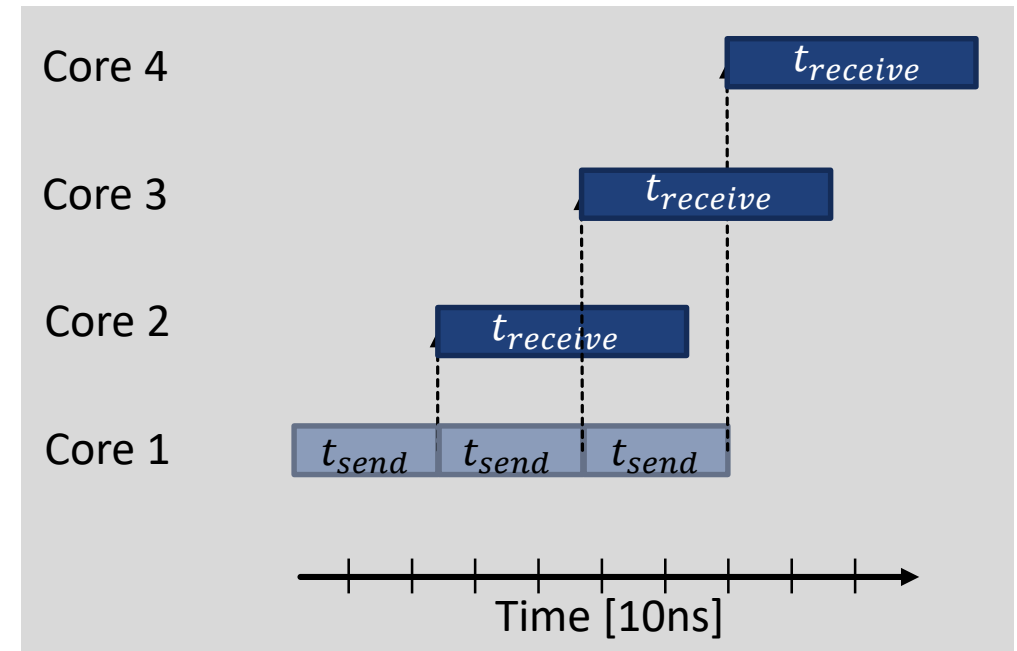 Core 4
t_receive
Core 3
t_receive
Core 2
t_receive
Core 1
t_send t_send t_send
Time [10ns]